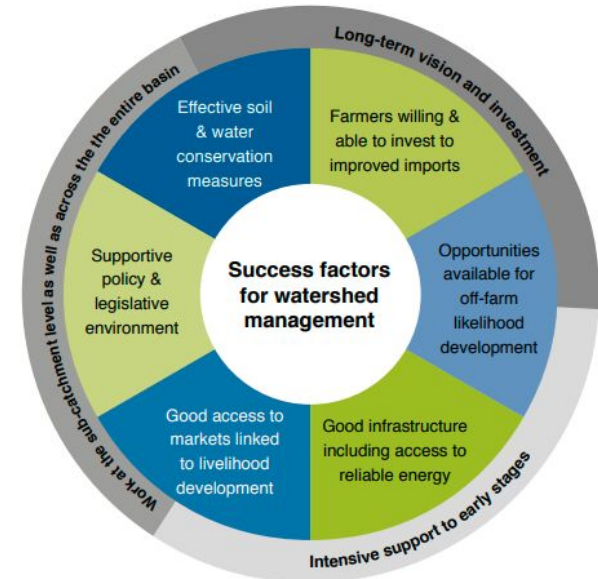 Long-term vision and investment
Work at the sub-catchment level as well as across the the entire basin
Intensive support to early stages
Effective soil
& water
conservation
measures
Farmers willing &
able to invest to
improved imports
Supportive
policy &
legislative
environment
Success factors
for watershed
management
Opportunities
available for
off-farm
likelihood
development
Good access to
markets linked
to livelihood
development
Good infrastructure
including access to
reliable energy